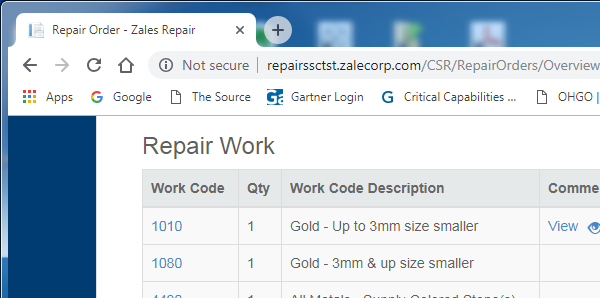 Repair Order - Zales Repair
Not secure | repairssctst.zalecorp.com/CSR/RepairOrders/Overview
Apps Google The Source Gartner Login Critical Capabilities ... OHGO |
Repair Work
Work Code Qty Work Code Description Comme
1010 1 Gold - Up to 3mm size smaller View
1080 1 Gold - 3mm & up size smaller
1 All Metals - Supply Colored Stone(s)